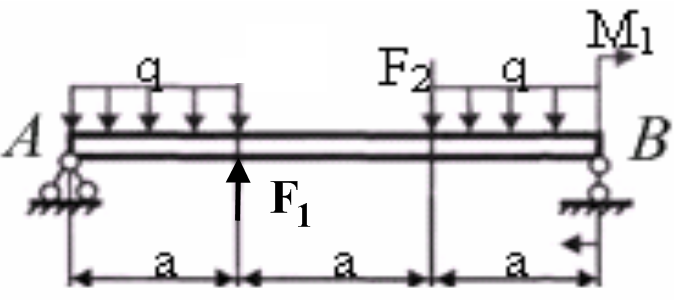 q F₂ q M₁
A B
F₁
a a a